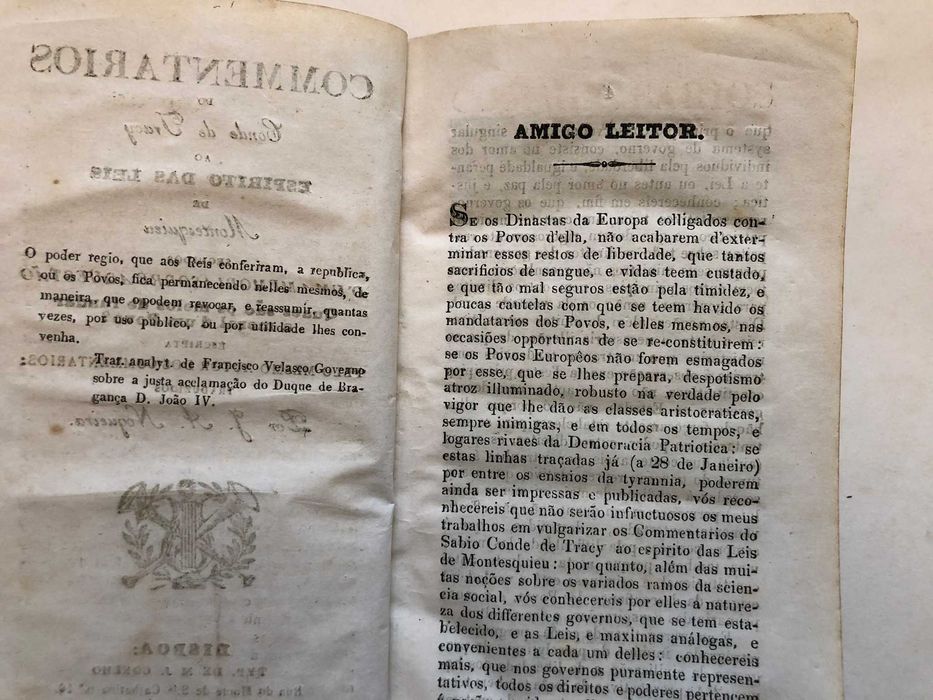 O poder regio, que aos Reis conferiram, a republica,
ou os Povos, fica permanecendo nelles mesmos, de
maneira, que o podem revocar, e reassumir, quantas
vezes, por uso publico, ou por utilidade lhes con-
venha.
Trat. analyt. de Francisco Velasco Goveano
sobre a justa acclamação do Duque de Bra-
gança D. João IV.
COMMENTARIOS
DO
Conde de Tracy
AO
ESPIRITO DAS LEIS
DE
Montesquieu
ESCRIPTA
Por J. A. Nogueira.
LISBOA:
TYP. DE M. J. COELHO
AMIGO LEITOR.
SE os Dinastas da Europa colligados con-
tra os Povos d'ella, não acabarem d'exter-
minar esses restos de liberdade, que tantos
sacrificios de sangue, e vidas teem custado,
e que tão mal seguros estão pela timidez, e
poucas cautelas com que se teem havido os
mandatarios dos Povos, e elles mesmos, nas
occasiões opportunas de se re-constituirem:
se os Povos Européos não forem esmagados
por esse, que se lhes prepara, despotismo
atroz illuminado, robusto na verdade pelo
vigor que lhe dão as classes aristocraticas,
sempre inimigas, e em todos os tempos, e
logares rivaes da Democracia Patriotica: se
estas linhas traçadas já (a 28 de Janeiro)
por entre os ensaios da tyrannia, poderem
ainda ser impressas e publicadas, vós reco-
nhecereis que não serão infructuosos os meus
trabalhos em vulgarizar os Commentarios do
Sabio Conde de Tracy ao espirito das Leis
de Montesquieu: por quanto, além das mui-
tas noções sobre os variados ramos da scien-
cia social, vós conhecereis por elles a nature-
za dos differentes governos, que se tem esta-
belecido, e as Leis, e maximas análogas, e
convenientes a cada um delles: conhecereis
mais, que nos governos puramente represen-
tativos, todos os direitos e poderes pertencem